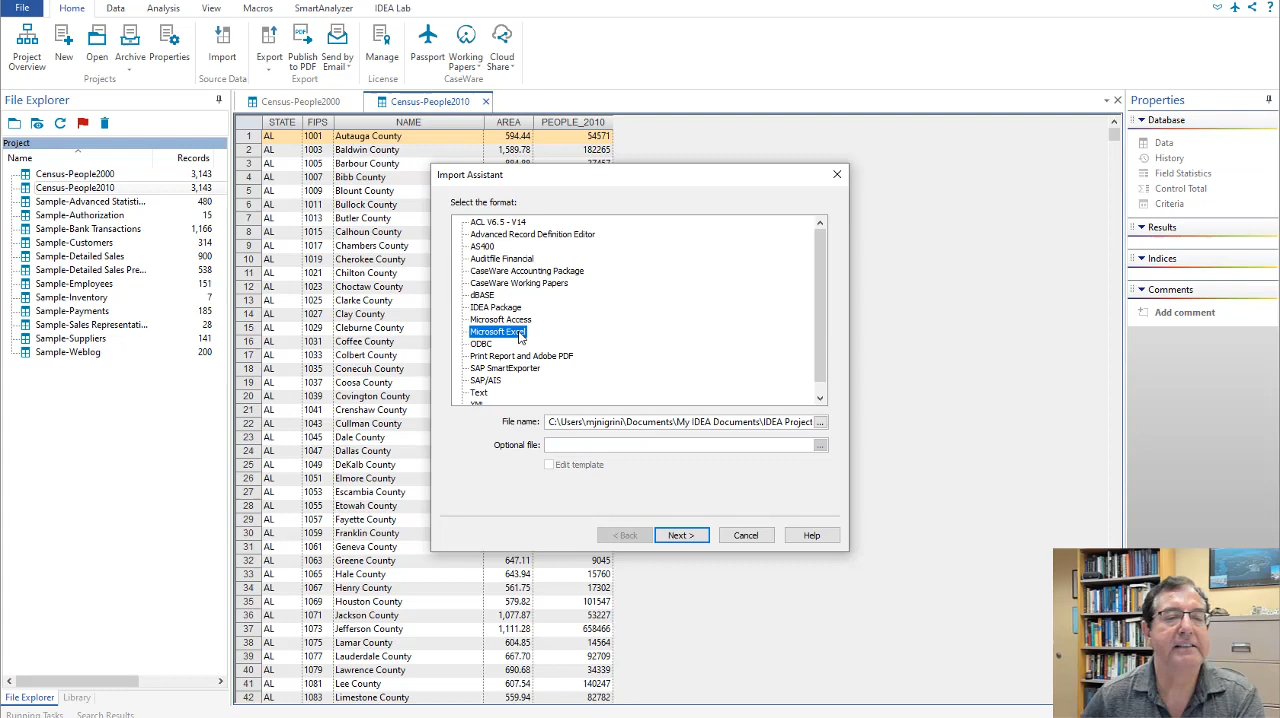 File Home Data Analysis View Macros SmartAnalyzer IDEA Lab
Project Overview New Open Archive Properties Import Export Publish to PDF Send by Email Manage Passport Working Papers Cloud Share
Projects Source Data Export License CaseWare
File Explorer
Project
Name Records
Census-People2000 3,143
Census-People2010 3,143
Sample-Advanced Statisti... 480
Sample-Authorization 15
Sample-Bank Transactions 1,166
Sample-Customers 314
Sample-Detailed Sales 900
Sample-Detailed Sales Pre... 538
Sample-Employees 151
Sample-Inventory 7
Sample-Payments 185
Sample-Sales Representati... 28
Sample-Suppliers 141
Sample-Weblog 200
File Explorer Library
Running Tasks Search Results
Census-People2000 Census-People2010
STATE FIPS NAME AREA PEOPLE_2010
1 AL 1001 Autauga County 594.44 54571
2 AL 1003 Baldwin County 1,589.78 182265
3 AL 1005 Barbour County
4 AL 1007 Bibb County
5 AL 1009 Blount County
6 AL 1011 Bullock County
7 AL 1013 Butler County
8 AL 1015 Calhoun County
9 AL 1017 Chambers County
10 AL 1019 Cherokee County
11 AL 1021 Chilton County
12 AL 1023 Choctaw County
13 AL 1025 Clarke County
14 AL 1027 Clay County
15 AL 1029 Cleburne County
16 AL 1031 Coffee County
17 AL 1033 Colbert County
18 AL 1035 Conecuh County
19 AL 1037 Coosa County
20 AL 1039 Covington County
21 AL 1041 Crenshaw County
22 AL 1043 Cullman County
23 AL 1045 Dale County
24 AL 1047 Dallas County
25 AL 1049 DeKalb County
26 AL 1051 Elmore County
27 AL 1053 Escambia County
28 AL 1055 Etowah County
29 AL 1057 Fayette County
30 AL 1059 Franklin County
31 AL 1061 Geneva County
32 AL 1063 Greene County 647.11 9045
33 AL 1065 Hale County 643.94 15760
34 AL 1067 Henry County 561.75 17302
35 AL 1069 Houston County 579.82 101547
36 AL 1071 Jackson County 1,077.87 53227
37 AL 1073 Jefferson County 1,111.28 658466
38 AL 1075 Lamar County 604.85 14564
39 AL 1077 Lauderdale County 667.70 92709
40 AL 1079 Lawrence County 690.68 34339
41 AL 1081 Lee County 607.54 140247
42 AL 1083 Limestone County 559.94 82782
Import Assistant
Select the format:
ACL V6.5 - V14
Advanced Record Definition Editor
AS400
Auditfile Financial
CaseWare Accounting Package
CaseWare Working Papers
dBASE
IDEA Package
Microsoft Access
Microsoft Excel
ODBC
Print Report and Adobe PDF
SAP SmartExporter
SAP/AIS
Text
XML
File name: C:\Users\mjnigrini\Documents\My IDEA Documents\IDEA Project ...
Optional file: ...
Edit template
< Back Next > Cancel Help
Properties
Database
Data
History
Field Statistics
Control Total
Criteria
Results
Indices
Comments
Add comment